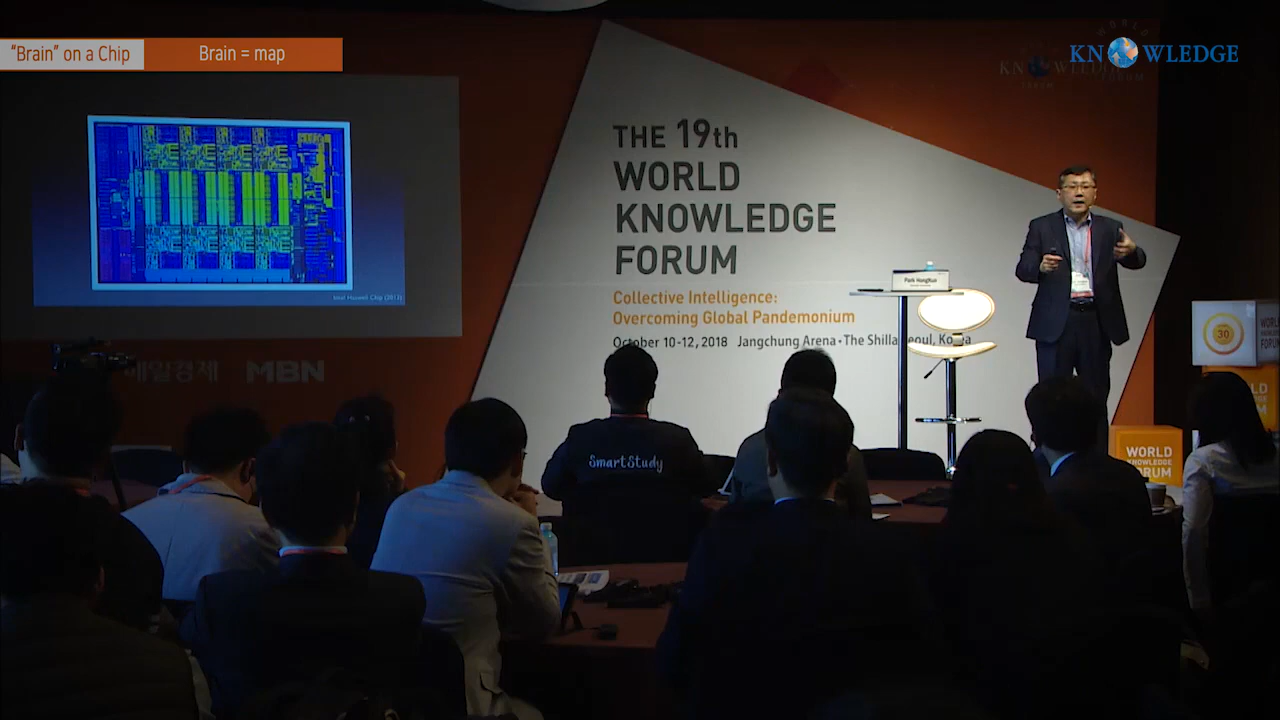 “Brain” on a Chip
Brain = map
KNOWLEDGE
THE 19th
WORLD
KNOWLEDGE
FORUM
Collective Intelligence:
Overcoming Global Pandemonium
October 10-12, 2018 Jangchung Arena • The Shilla Seoul, Korea
Intel Haswell Chip (2013)
Park HongKun
매일경제 MBN
SmartStudy
30
WORLD
KNOWLEDGE
FORUM